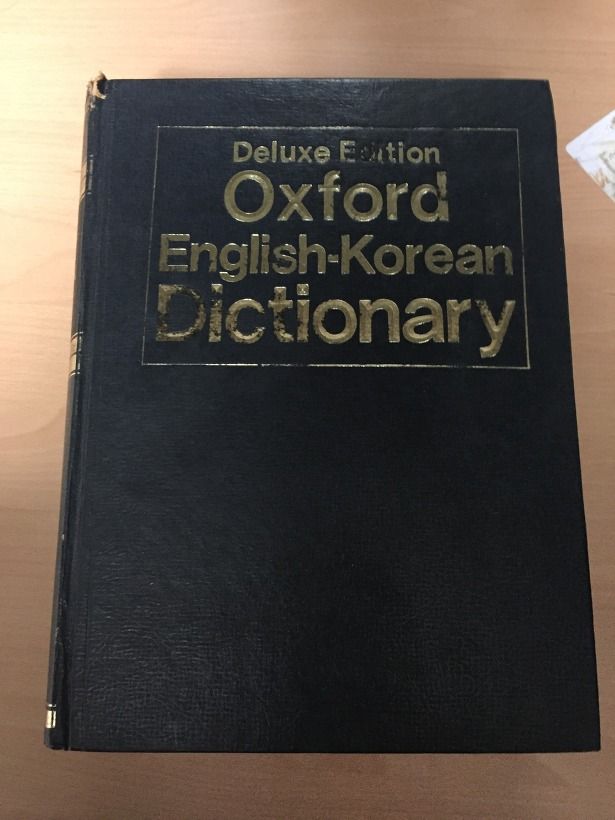 Deluxe Edition
Oxford
English-Korean
Dictionary